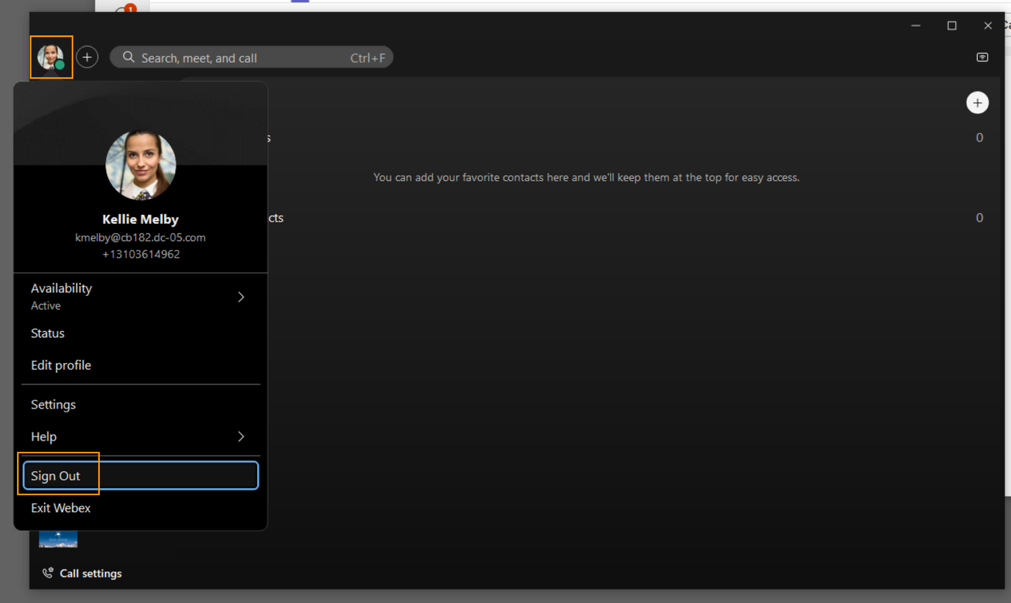 1
Search, meet, and call Ctrl+F
s
0
You can add your favorite contacts here and we'll keep them at the top for easy access.
Kellie Melby
cts
0
kmelby@cb182.dc-05.com
+13103614962
Availability
Active
Status
Edit profile
Settings
Help
Sign Out
Exit Webex
Call settings